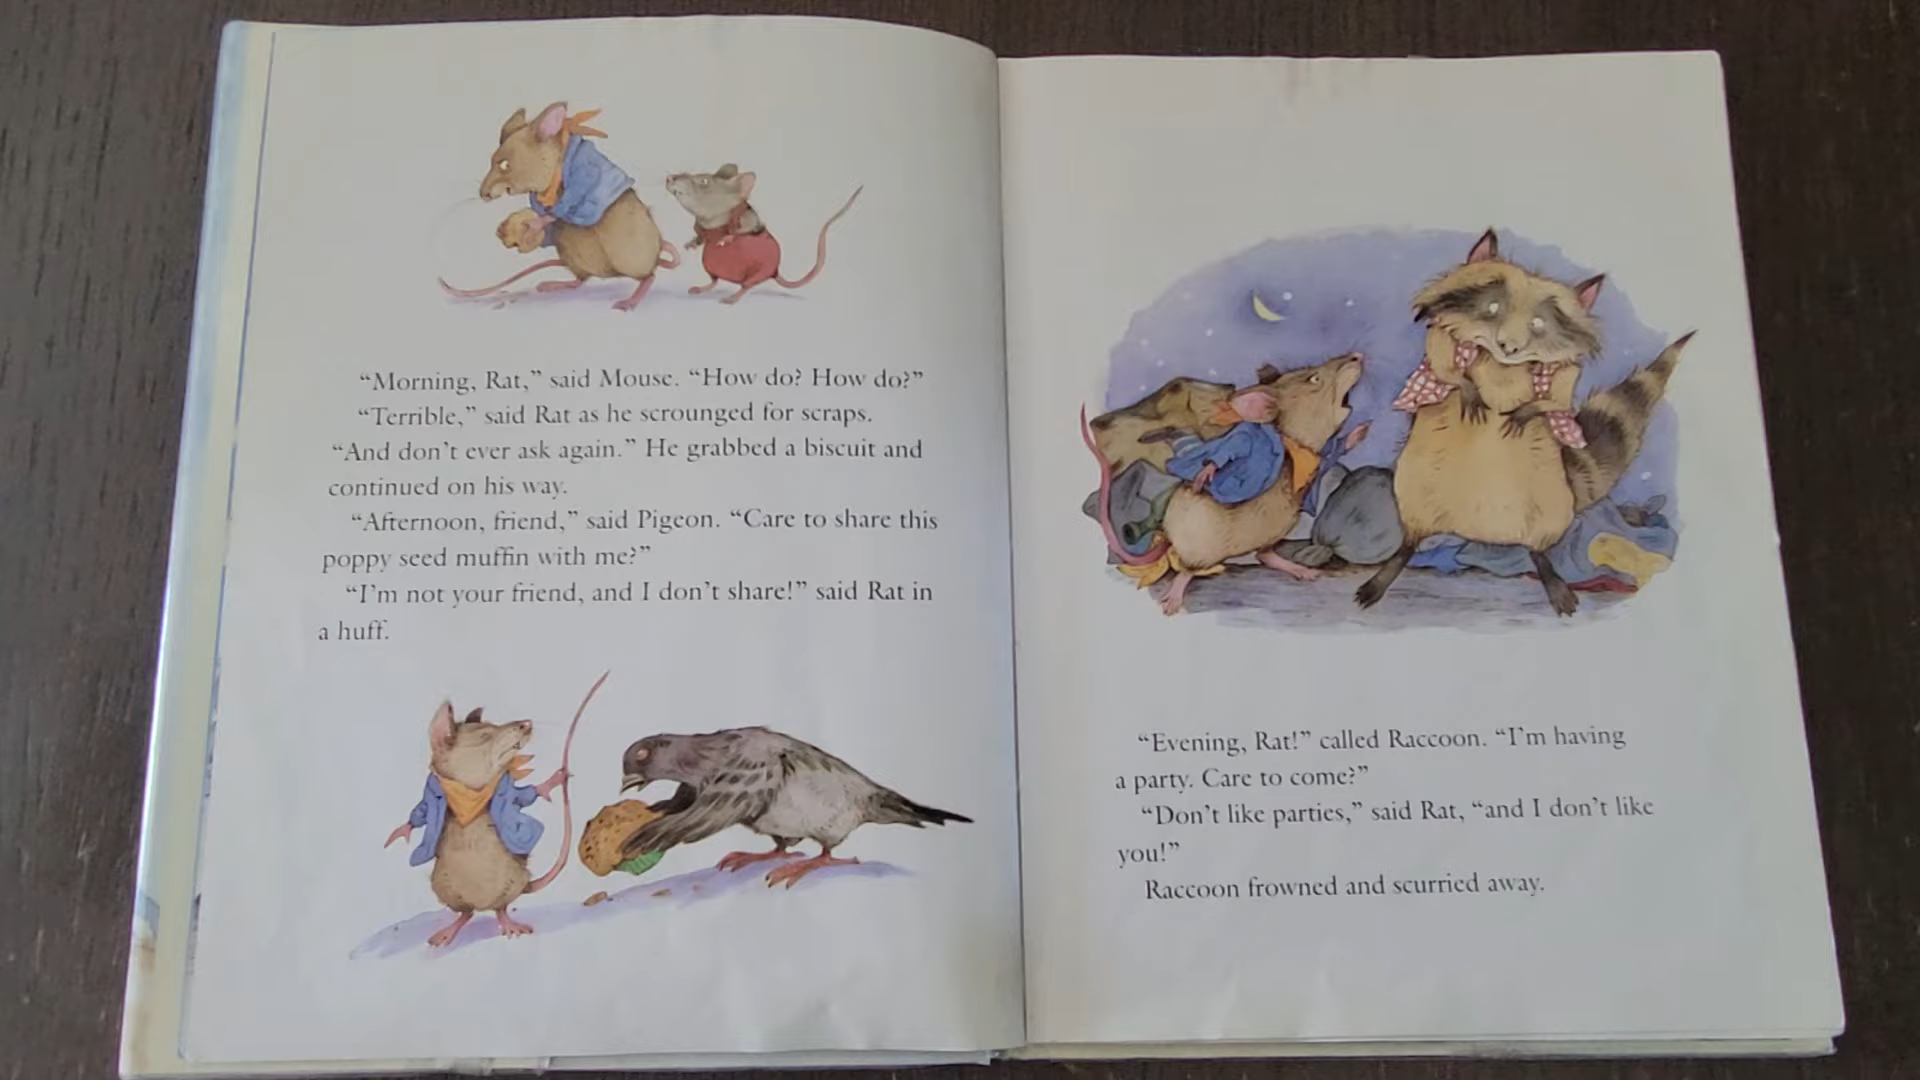 “Morning, Rat,” said Mouse. “How do? How do?”
“Terrible,” said Rat as he scrounged for scraps.
“And don’t ever ask again.” He grabbed a biscuit and
continued on his way.
“Afternoon, friend,” said Pigeon. “Care to share this
poppy seed muffin with me?”
“I’m not your friend, and I don’t share!” said Rat in
a huff.
“Evening, Rat!” called Raccoon. “I’m having
a party. Care to come?”
“Don’t like parties,” said Rat, “and I don’t like
you!”
Raccoon frowned and scurried away.